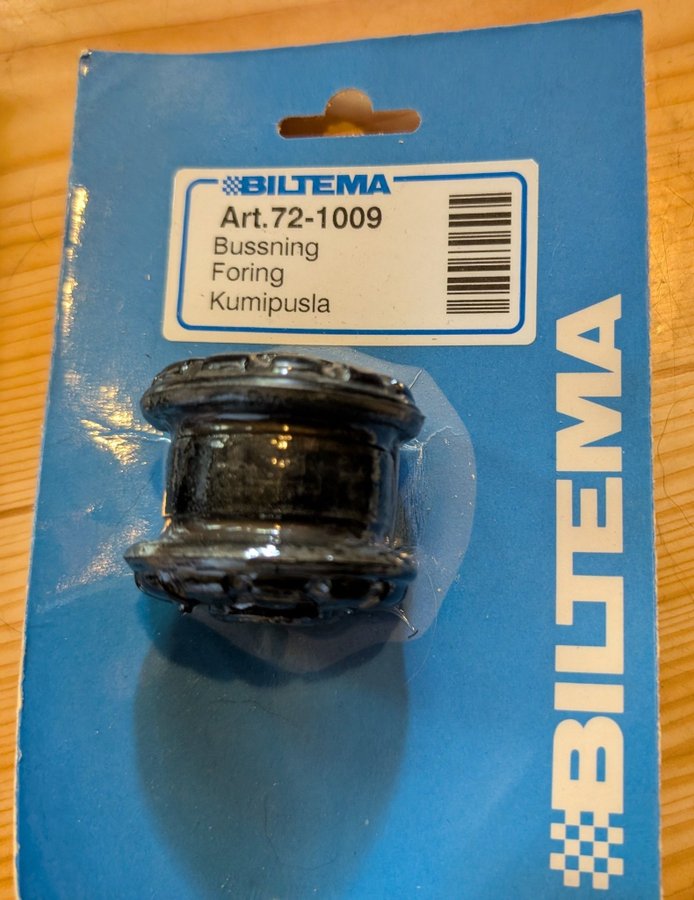 BILTEMA
Art.72-1009
Bussning
Foring
Kumipusla
BILTEMA